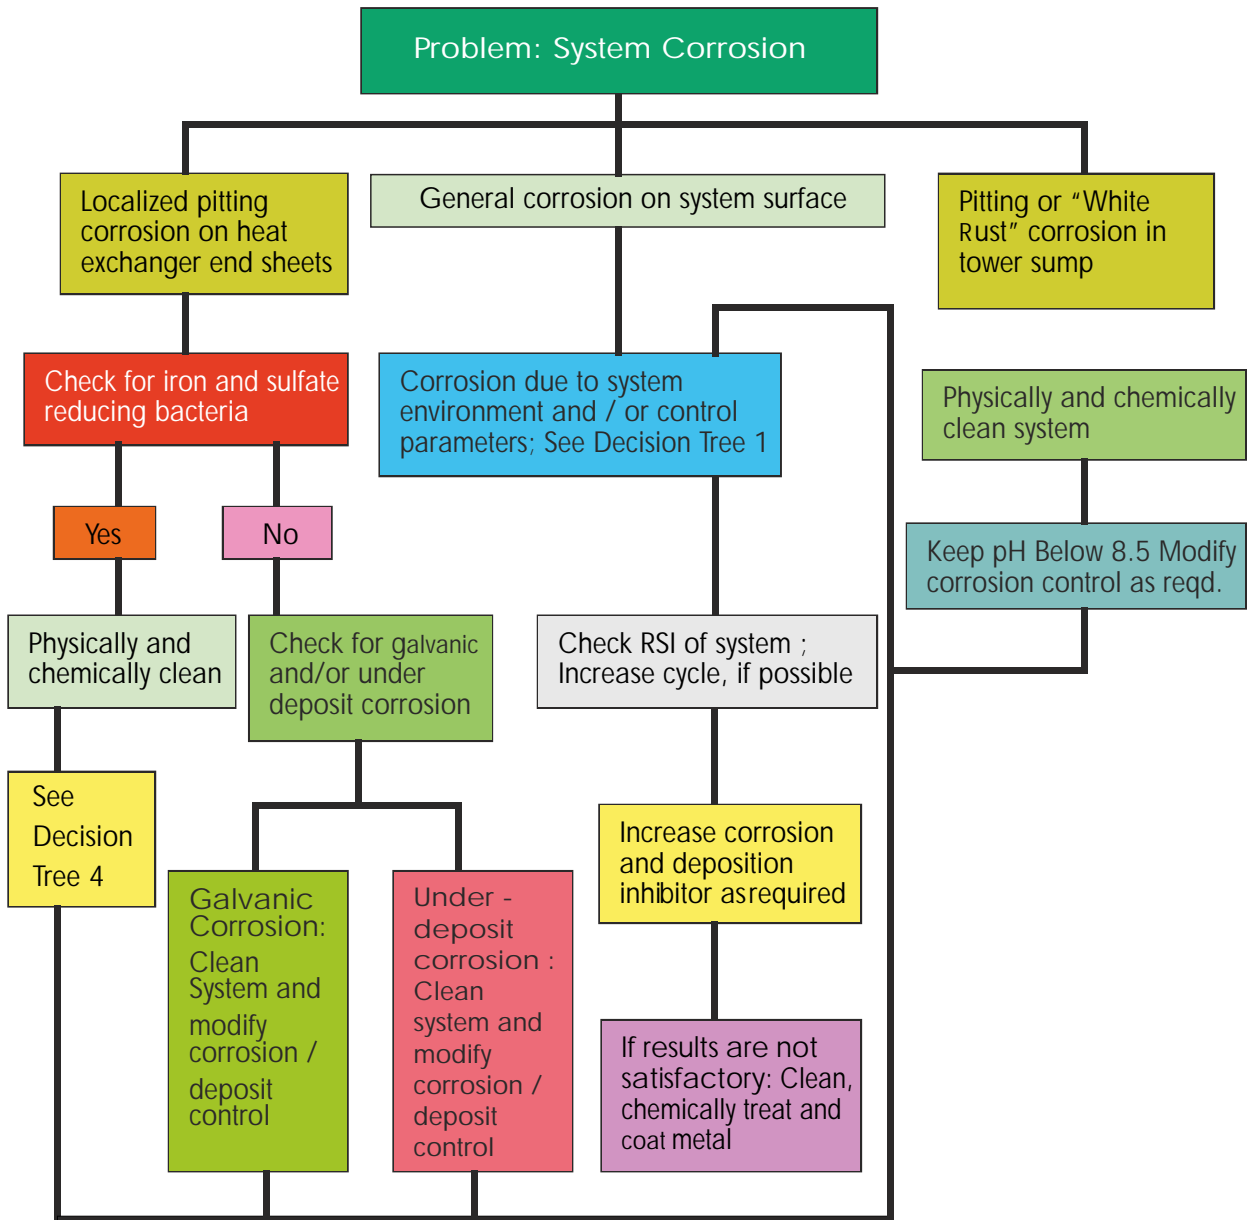 Problem: System Corrosion
Localized pitting
corrosion on heat
exchanger end sheets
General corrosion on system surface
Pitting or “White
Rust” corrosion in
tower sump
Check for iron and sulfate
reducing bacteria
Corrosion due to system
environment and / or control
parameters; See Decision Tree 1
Physically and chemically
clean system
Yes
No
Keep pH Below 8.5 Modify
corrosion control as reqd.
Physically and
chemically clean
Check for galvanic
and/or under
deposit corrosion
Check RSI of system ;
Increase cycle, if possible
See
Decision
Tree 4
Increase corrosion
and deposition
inhibitor as required
Galvanic
Corrosion:
Clean
System and
modify
corrosion /
deposit
control
Under -
deposit
corrosion :
Clean
system and
modify
corrosion /
deposit
control
If results are not
satisfactory: Clean,
chemically treat and
coat metal